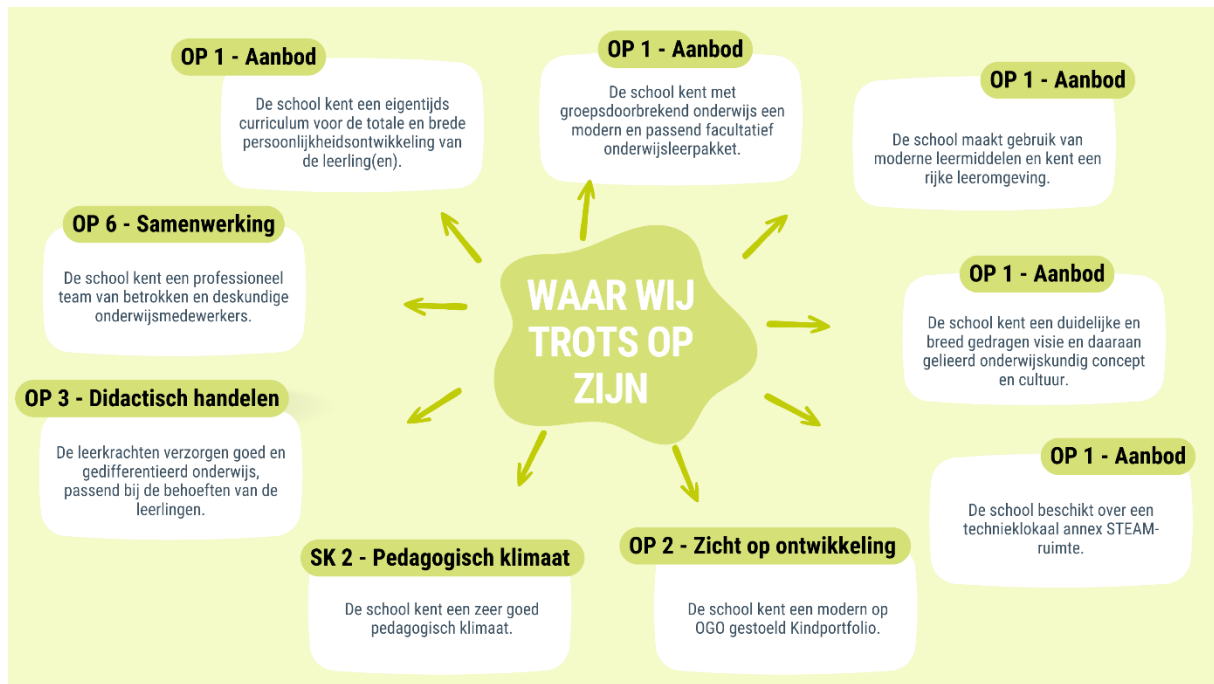 OP 1 - Aanbod
De school kent een eigentijds
curriculum voor de totale en brede
persoonlijkheidsontwikkeling van
de leerling(en).
OP 1 - Aanbod
De school kent met
groepsdoorbrekend onderwijs een
modern en passend facultatief
onderwijsleerpakket.
OP 1 - Aanbod
De school maakt gebruik van
moderne leermiddelen en kent een
rijke leeromgeving.
OP 6 - Samenwerking
De school kent een professioneel
team van betrokken en deskundige
onderwijsmedewerkers.
WAAR WIJ
TROTS OP
ZIJN
OP 1 - Aanbod
De school kent een duidelijke en
breed gedragen visie en daaraan
gelieerd onderwijskundig concept
en cultuur.
OP 3 - Didactisch handelen
De leerkrachten verzorgen goed en
gedifferentieerd onderwijs,
passend bij de behoeften van de
leerlingen.
OP 1 - Aanbod
De school beschikt over een
technieklokaal annex STEAM-
ruimte.
SK 2 - Pedagogisch klimaat
De school kent een zeer goed
pedagogisch klimaat.
OP 2 - Zicht op ontwikkeling
De school kent een modern op
OGO gestoeld Kindportfolio.